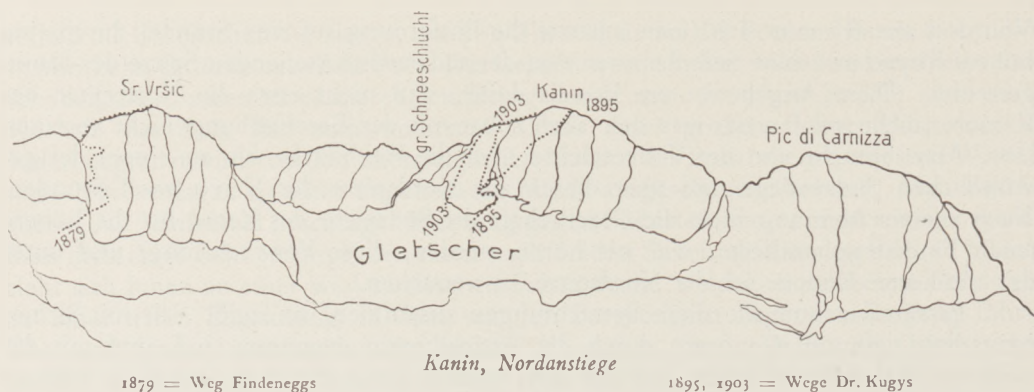 Sr. Vršic
gr. Schneeschlucht
1903
Kanin
1895
Pic di Carnizza
1879
1903
1895
Gletscher
Kanin, Nordanstiege
1879 = Weg Findeneggs
1895, 1903 = Wege Dr. Kugys